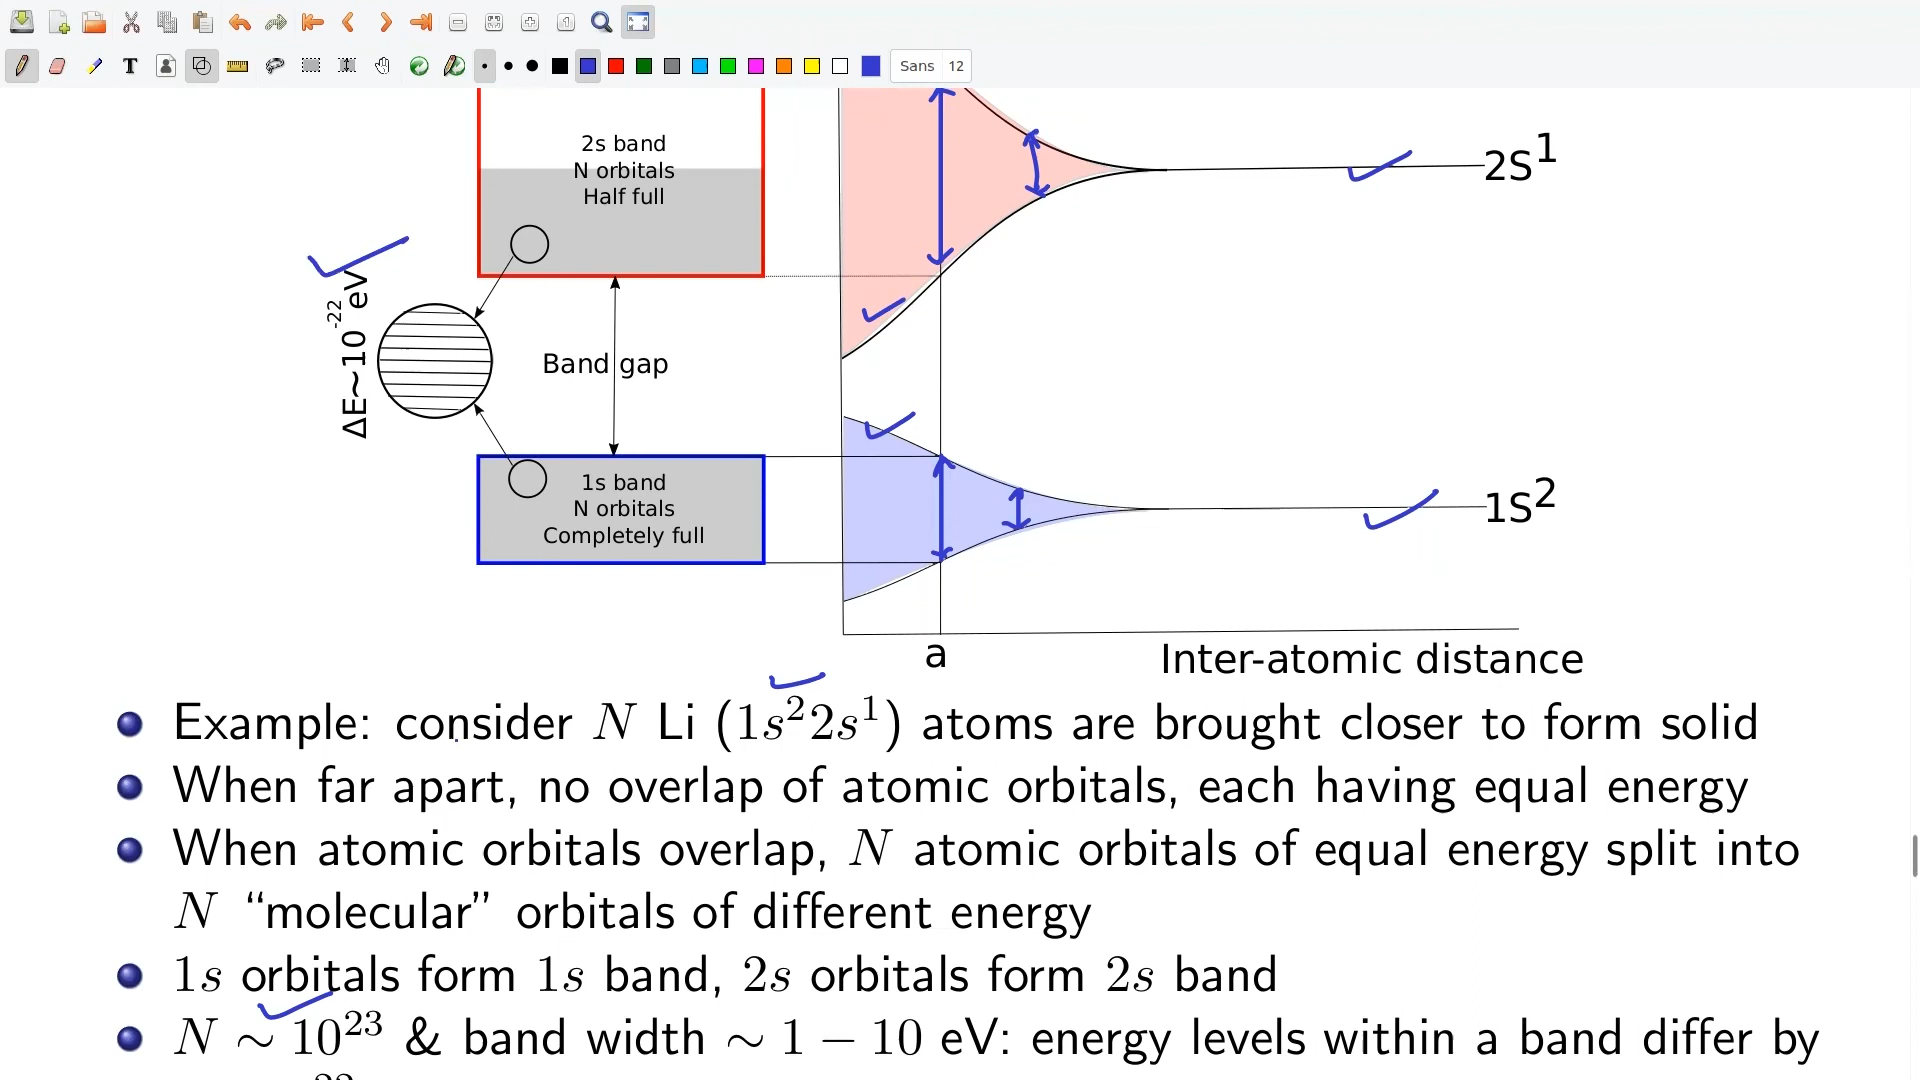 Sans 12
2s band
N orbitals
Half full
2S¹
ΔE~10⁻²² eV
Band gap
1s band
N orbitals
Completely full
1S²
a
Inter-atomic distance
Example: consider N Li (1s²2s¹) atoms are brought closer to form solid
When far apart, no overlap of atomic orbitals, each having equal energy
When atomic orbitals overlap, N atomic orbitals of equal energy split into
N “molecular” orbitals of different energy
1s orbitals form 1s band, 2s orbitals form 2s band
N ∼ 10²³ & band width ∼ 1 − 10 eV: energy levels within a band differ by